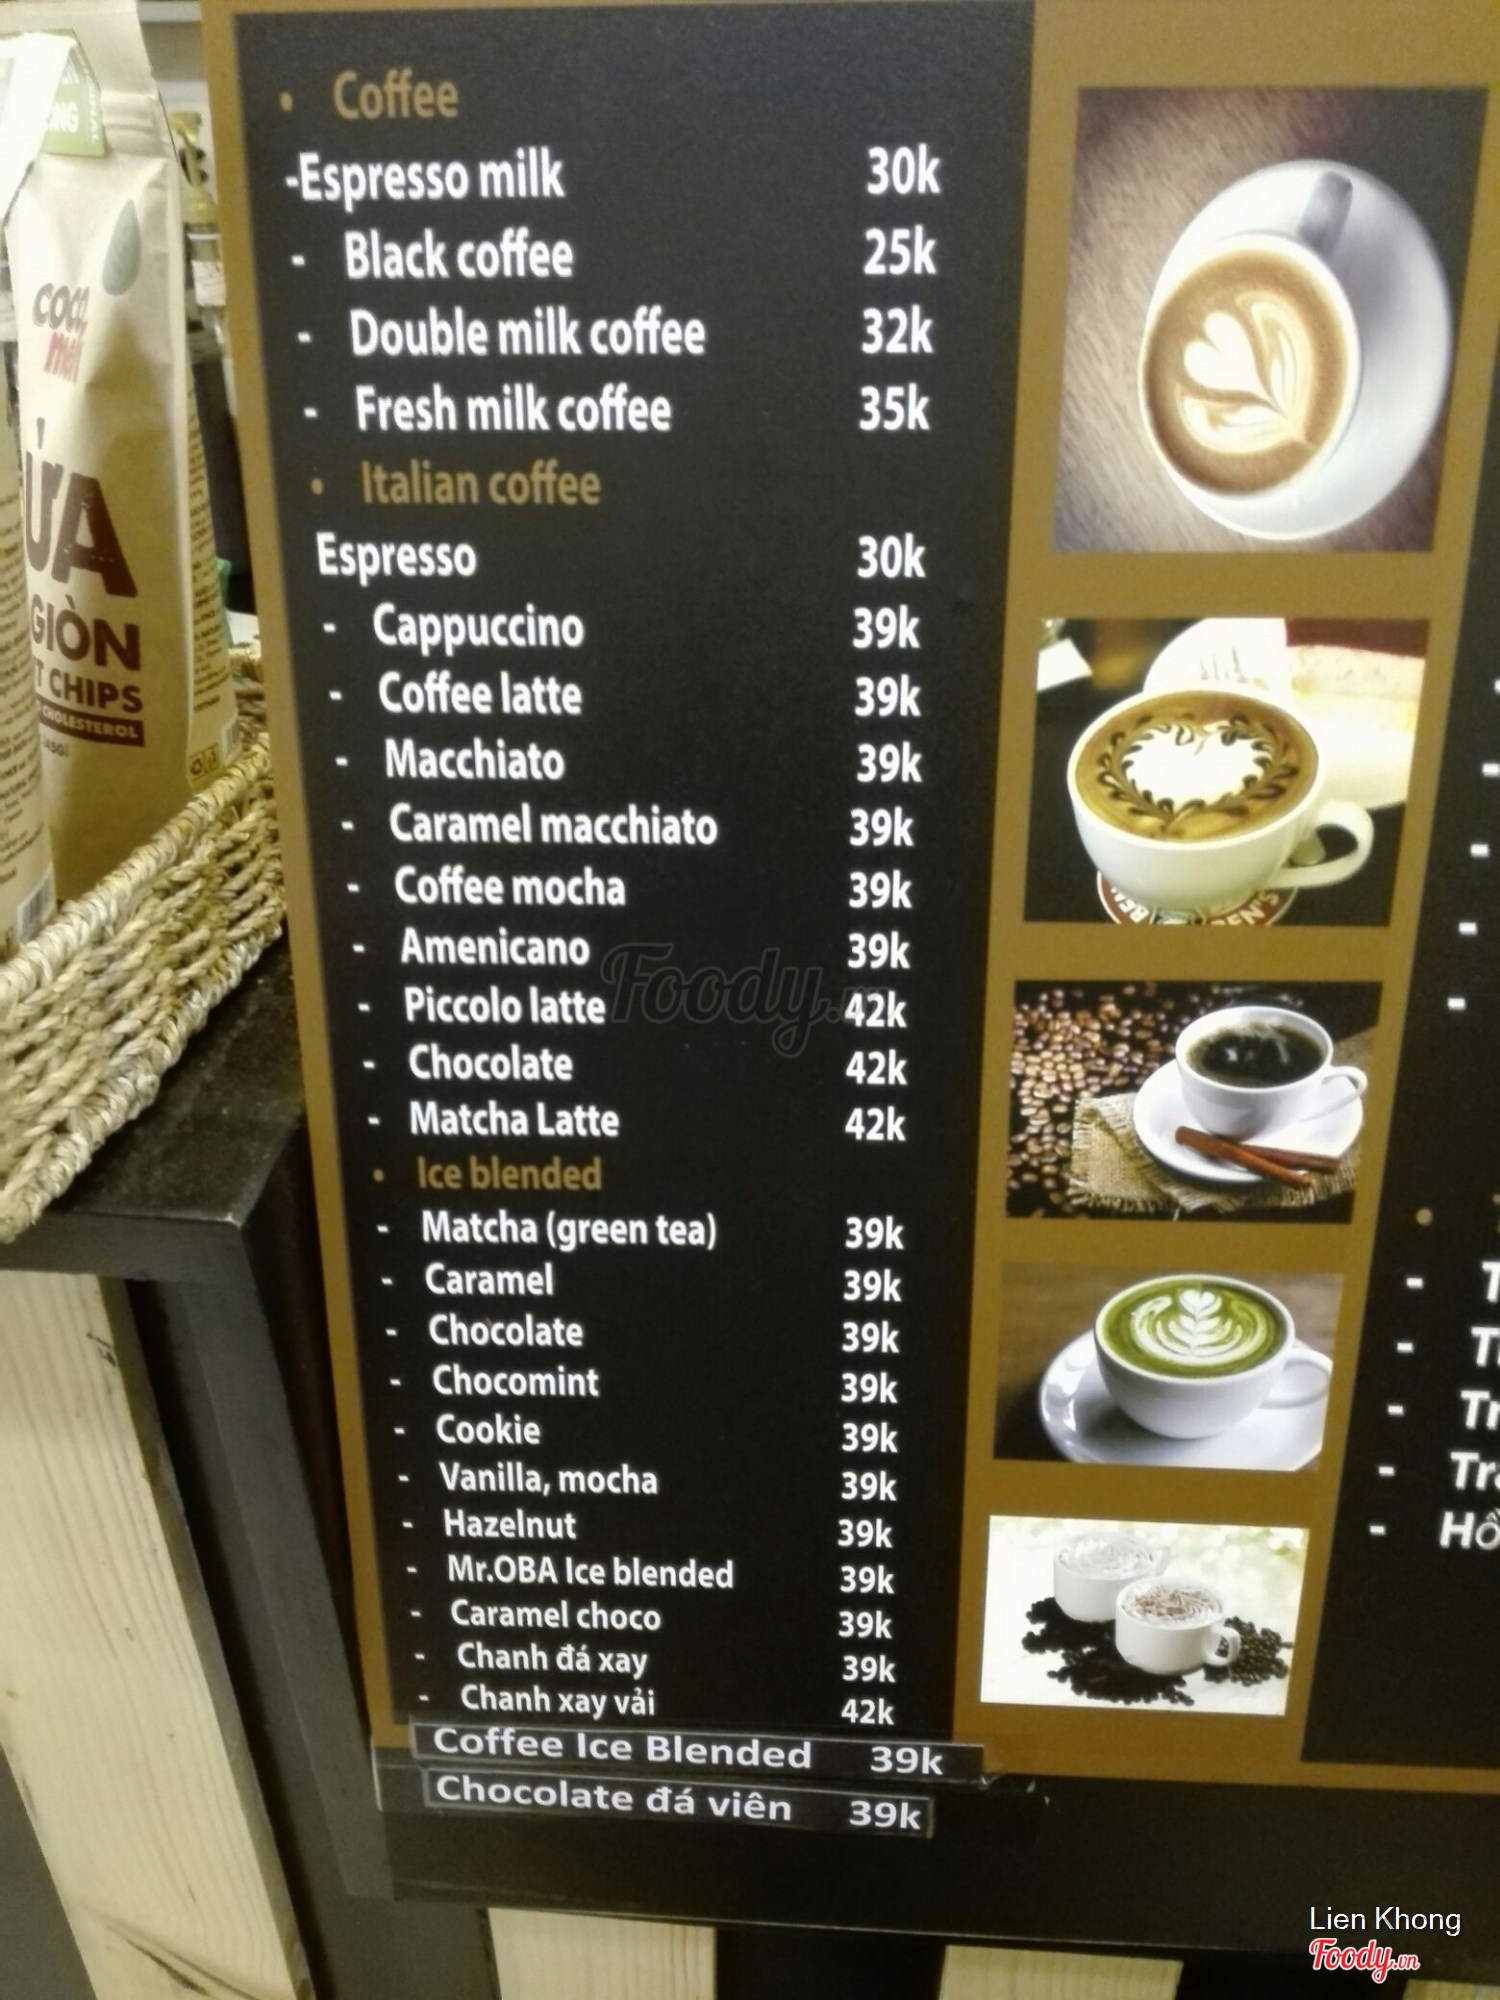 • Coffee
-Espresso milk 30k
- Black coffee 25k
- Double milk coffee 32k
- Fresh milk coffee 35k
• Italian coffee
Espresso 30k
- Cappuccino 39k
- Coffee latte 39k
- Macchiato 39k
- Caramel macchiato 39k
- Coffee mocha 39k
- Amenicano 39k
- Piccolo latte 42k
- Chocolate 42k
- Matcha Latte 42k
• Ice blended
- Matcha (green tea) 39k
- Caramel 39k
- Chocolate 39k
- Chocomint 39k
- Cookie 39k
- Vanilla, mocha 39k
- Hazelnut 39k
- Mr.OBA Ice blended 39k
- Caramel choco 39k
- Chanh đá xay 39k
- Chanh xay vải 42k
Coffee Ice Blended 39k
Chocolate đá viên 39k
GIÒN
CHIPS
CHOLESTEROL
Foody
Lien Khong
Foody.vn